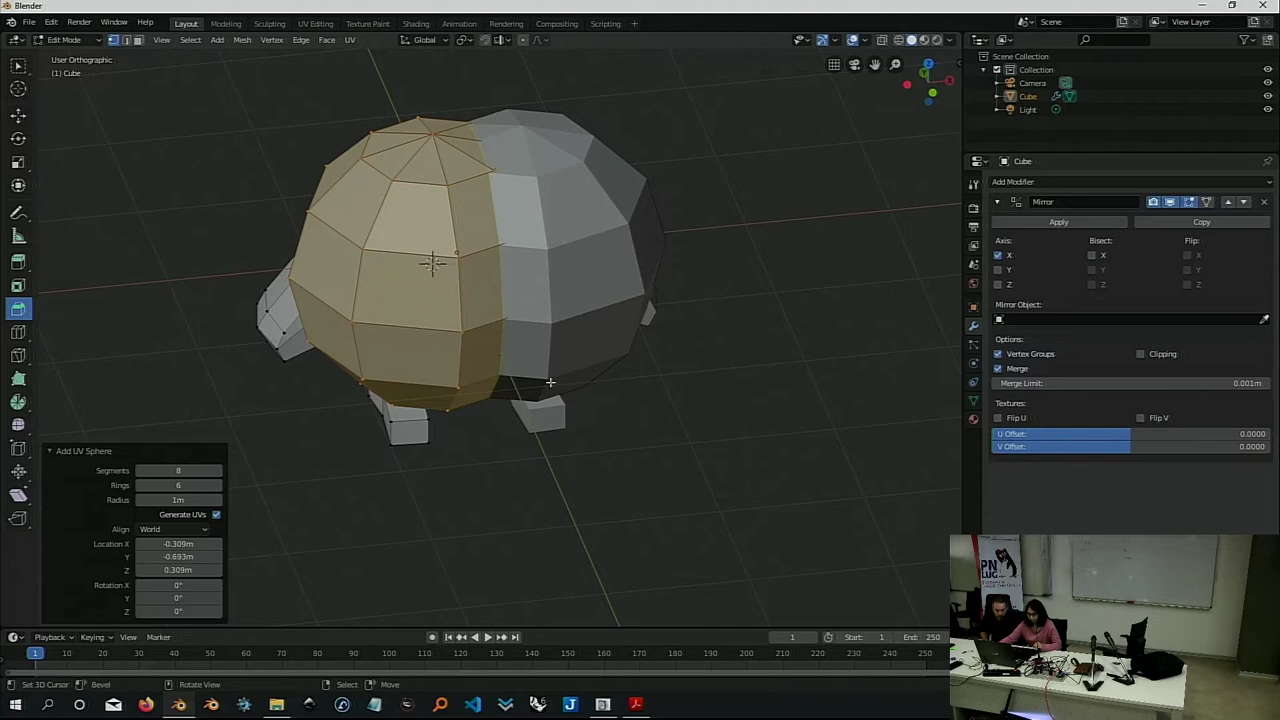 Blender
File Edit Render Window Help Layout Modeling Sculpting UV Editing Texture Paint Shading Animation Rendering Compositing Scripting + Scene View Layer
Edit Mode View Select Add Mesh Vertex Edge Face UV Global
User Orthographic
(1) Cube
Scene Collection
Collection
Camera
Cube
Light
Cube
Add Modifier
Mirror
Apply Copy
Axis: Bisect: Flip:
X X X
Y Y Y
Z Z Z
Mirror Object:
Options:
Vertex Groups Clipping
Merge
Merge Limit: 0.001m
Textures:
Flip U Flip V
U Offset: 0.0000
V Offset: 0.0000
Add UV Sphere
Segments 8
Rings 6
Radius 1m
Generate UVs
Align World
Location X -0.309m
Y -0.693m
Z 0.309m
Rotation X 0°
Y 0°
Z 0°
PN
LUG
Playback Keying View Marker 1 Start: 1 End: 250
1 10 20 30 40 50 60 70 80 90 100 110 120 130 140 150 160 170 180 190 200 210 220 230 240 250
Set 3D Cursor Bevel Rotate View Select Move